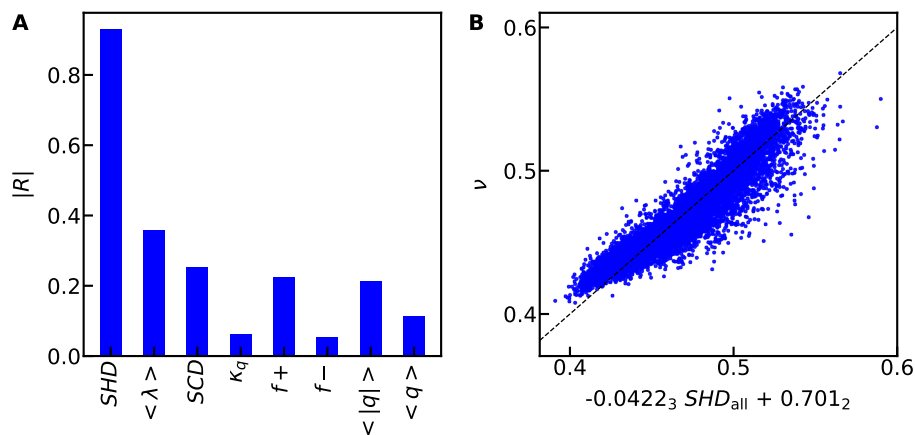 A
|R|
0.8
0.6
0.4
0.2
0.0
SHD
< λ >
SCD
κq
f +
f −
< |q| >
< q >
B
ν
0.6
0.5
0.4
0.4
0.5
0.6
-0.0422₃ SHDall + 0.701₂